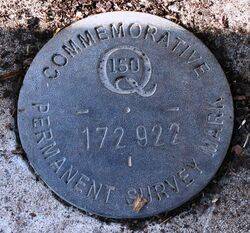 COMMEMORATIVE
Q
150
172 922
PERMANENT SURVEY MARK